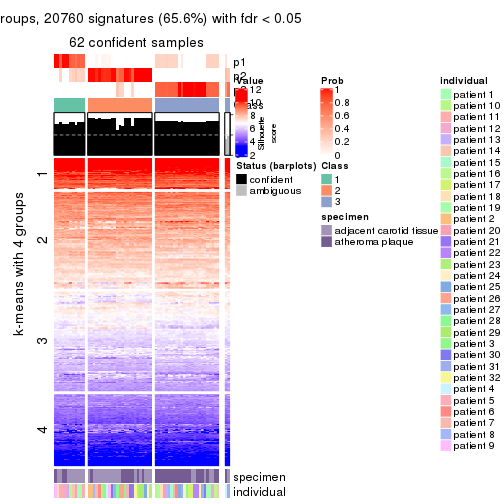 roups, 20760 signatures (65.6%) with fdr < 0.05
62 confident samples
p1
p2
Value
12
10
8
6
4
2
Silhouette
score
Prob
1
0.8
0.6
0.4
0.2
0
Status (barplots)
confident
ambiguous
Class
1
2
3
specimen
adjacent carotid tissue
atheroma plaque
individual
patient 1
patient 10
patient 11
patient 12
patient 13
patient 14
patient 15
patient 16
patient 17
patient 18
patient 19
patient 2
patient 20
patient 21
patient 22
patient 23
patient 24
patient 25
patient 26
patient 27
patient 28
patient 29
patient 3
patient 30
patient 31
patient 32
patient 4
patient 5
patient 6
patient 7
patient 8
patient 9
k-means with 4 groups
1
2
3
4
specimen
individual